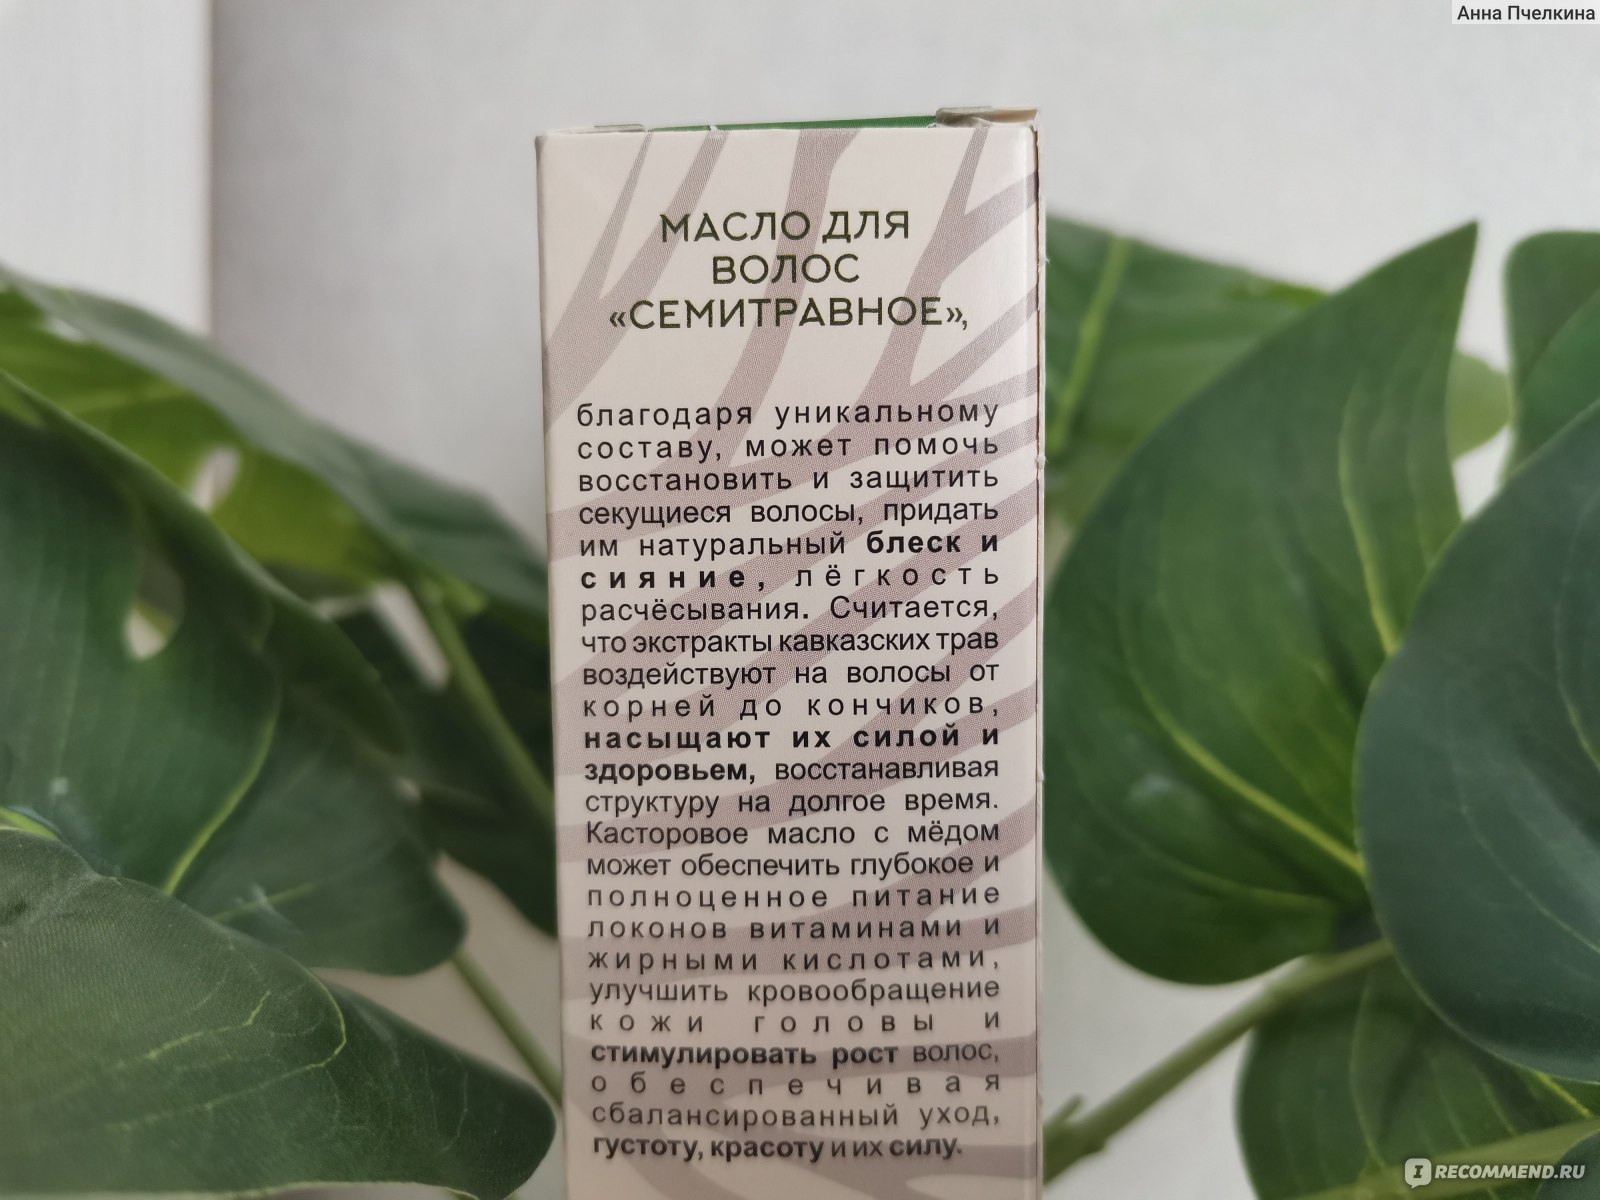 Анна Пчелкина
МАСЛО ДЛЯ
ВОЛОС
«СЕМИТРАВНОЕ»,
благодаря уникальному
составу, может помочь
восстановить и защитить
секущиеся волосы, придать
им натуральный блеск и
сияние, лёгкость
расчёсывания. Считается,
что экстракты кавказских трав
воздействуют на волосы от
корней до кончиков,
насыщают их силой и
здоровьем, восстанавливая
структуру на долгое время.
Касторовое масло с мёдом
может обеспечить глубокое и
полноценное питание
локонов витаминами и
жирными кислотами,
улучшить кровообращение
кожи головы и
стимулировать рост волос,
обеспечивая
сбалансированный уход,
густоту, красоту и их силу.
IRECOMMEND.RU